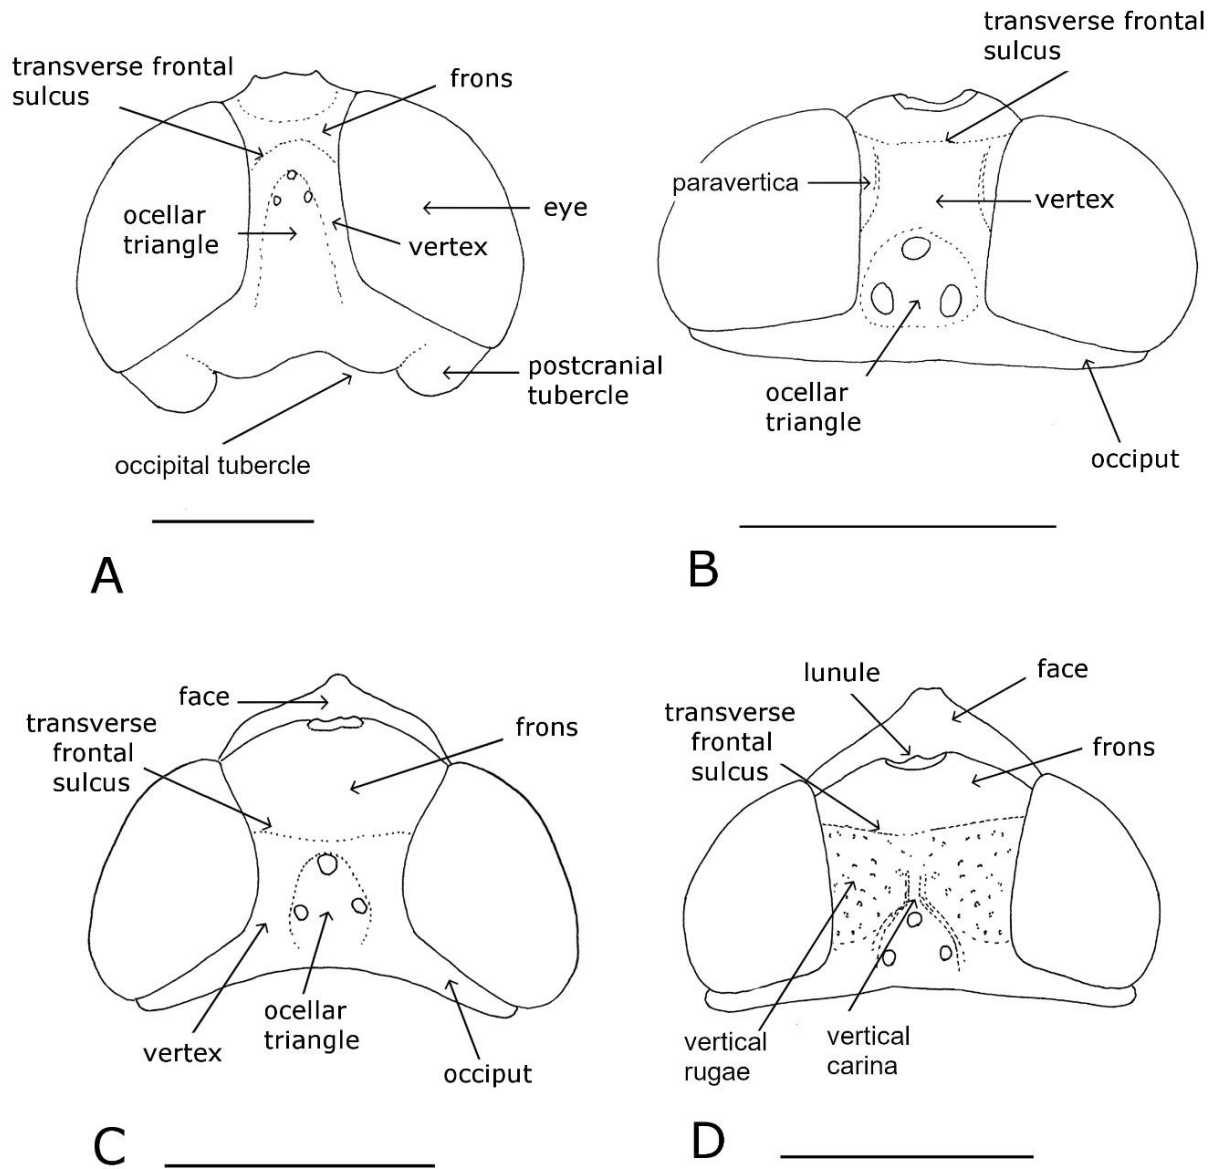 transverse frontal
sulcus
frons
ocellar
triangle
eye
vertex
postcranial
tubercle
occipital tubercle
A
transverse frontal
sulcus
paravertica
vertex
ocellar
triangle
occiput
B
face
transverse
frontal
sulcus
frons
ocellar
triangle
vertex
occiput
C
lunule
face
transverse
frontal
sulcus
frons
vertical
rugae
vertical
carina
D